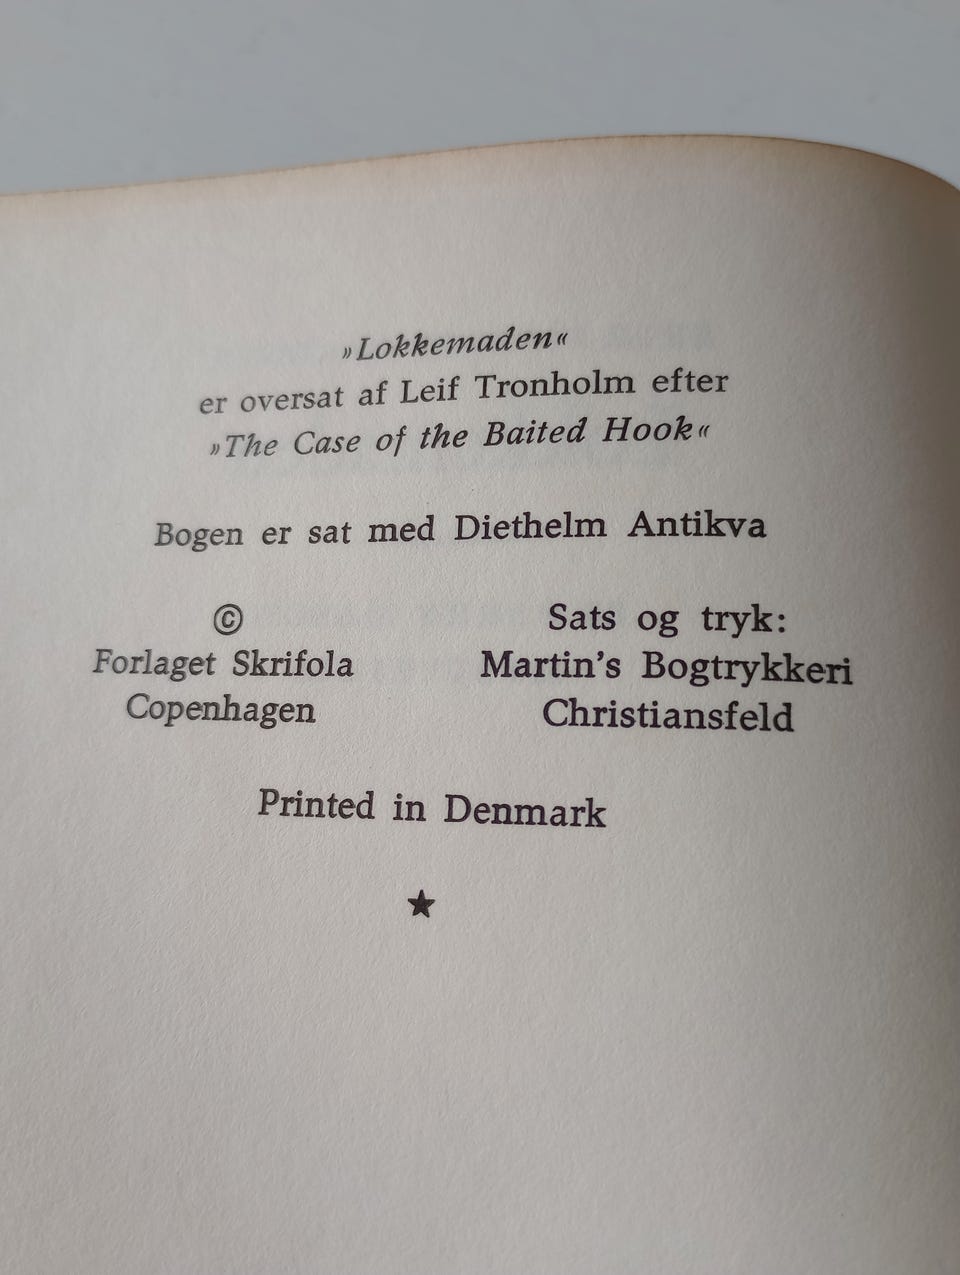 »Lokkemaden«
er oversat af Leif Tronholm efter
»The Case of the Baited Hook«
Bogen er sat med Diethelm Antikva
©
Forlaget Skrifola
Copenhagen
Sats og tryk:
Martin's Bogtrykkeri
Christiansfeld
Printed in Denmark